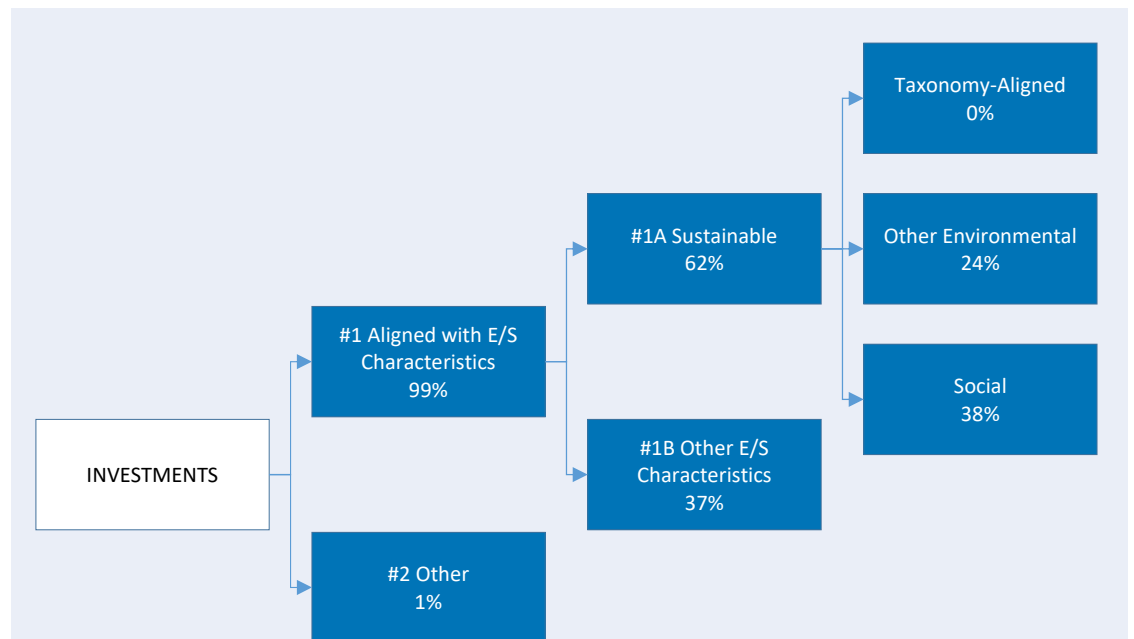 INVESTMENTS
#1 Aligned with E/S
Characteristics
99%
#2 Other
1%
#1A Sustainable
62%
#1B Other E/S
Characteristics
37%
Taxonomy-Aligned
0%
Other Environmental
24%
Social
38%